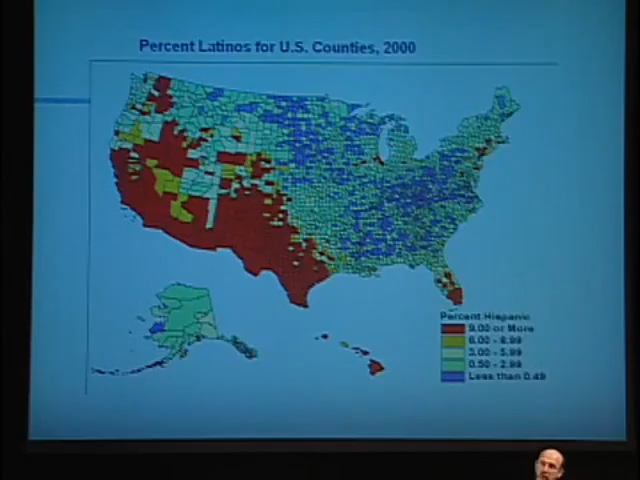 Percent Latinos for U.S. Counties, 2000
Percent Hispanic
9.00 or More
6.00 - 8.99
3.00 - 5.99
0.50 - 2.99
Less than 0.49